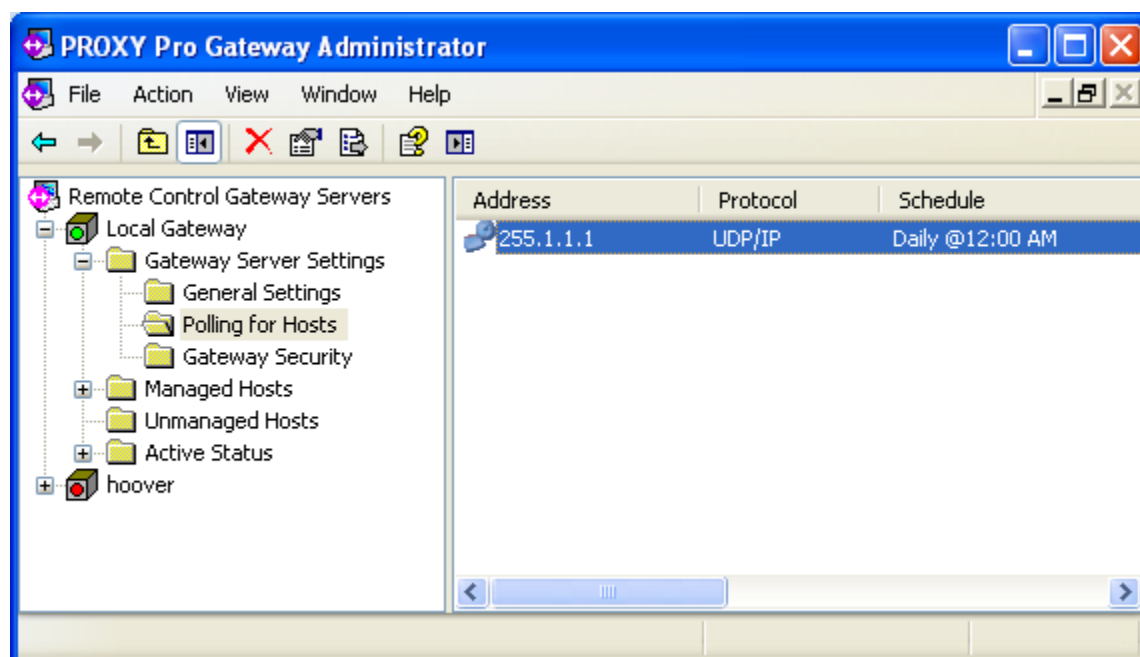 PROXY Pro Gateway Administrator
File Action View Window Help
Remote Control Gateway Servers
Local Gateway
Gateway Server Settings
General Settings
Polling for Hosts
Gateway Security
Managed Hosts
Unmanaged Hosts
Active Status
hoover
Address Protocol Schedule
255.1.1.1 UDP/IP Daily @12:00 AM